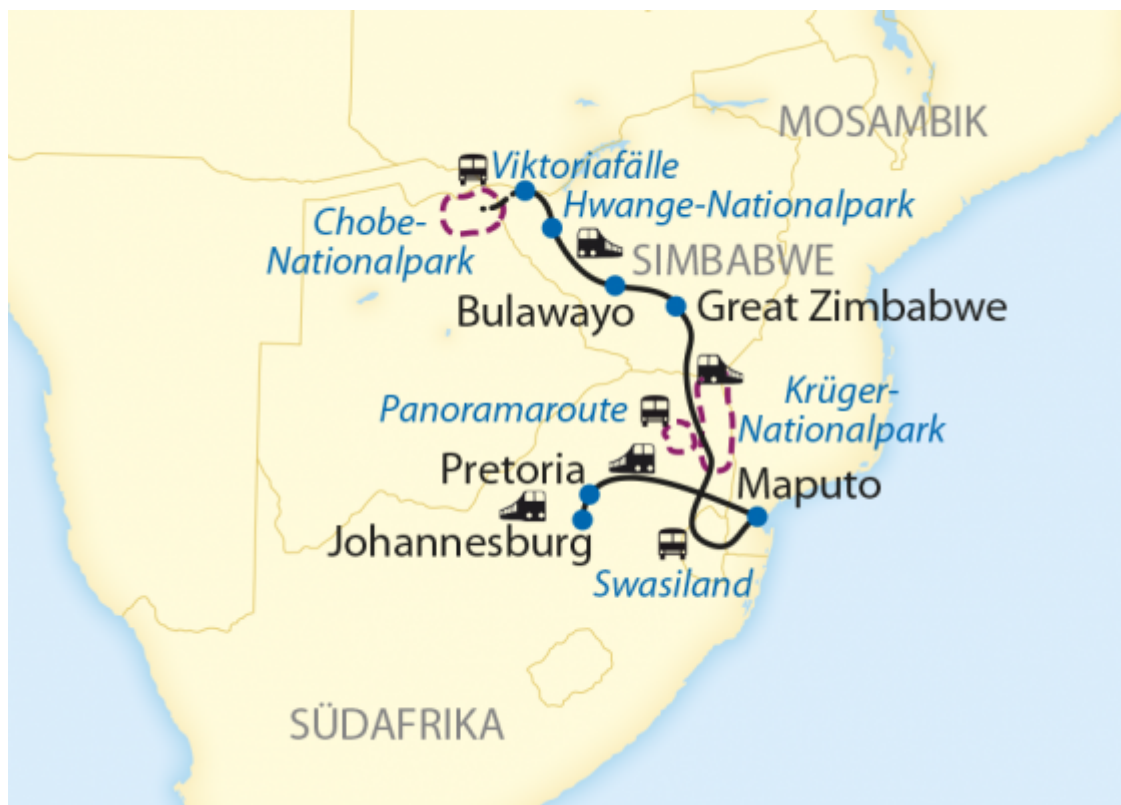 MOSAMBIK
Viktoriafälle
Hwange-Nationalpark
Chobe-
Nationalpark
SIMBABWE
Bulawayo
Great Zimbabwe
Panoramaroute
Krüger-
Nationalpark
Pretoria
Maputo
Johannesburg
Swasiland
SÜDAFRIKA